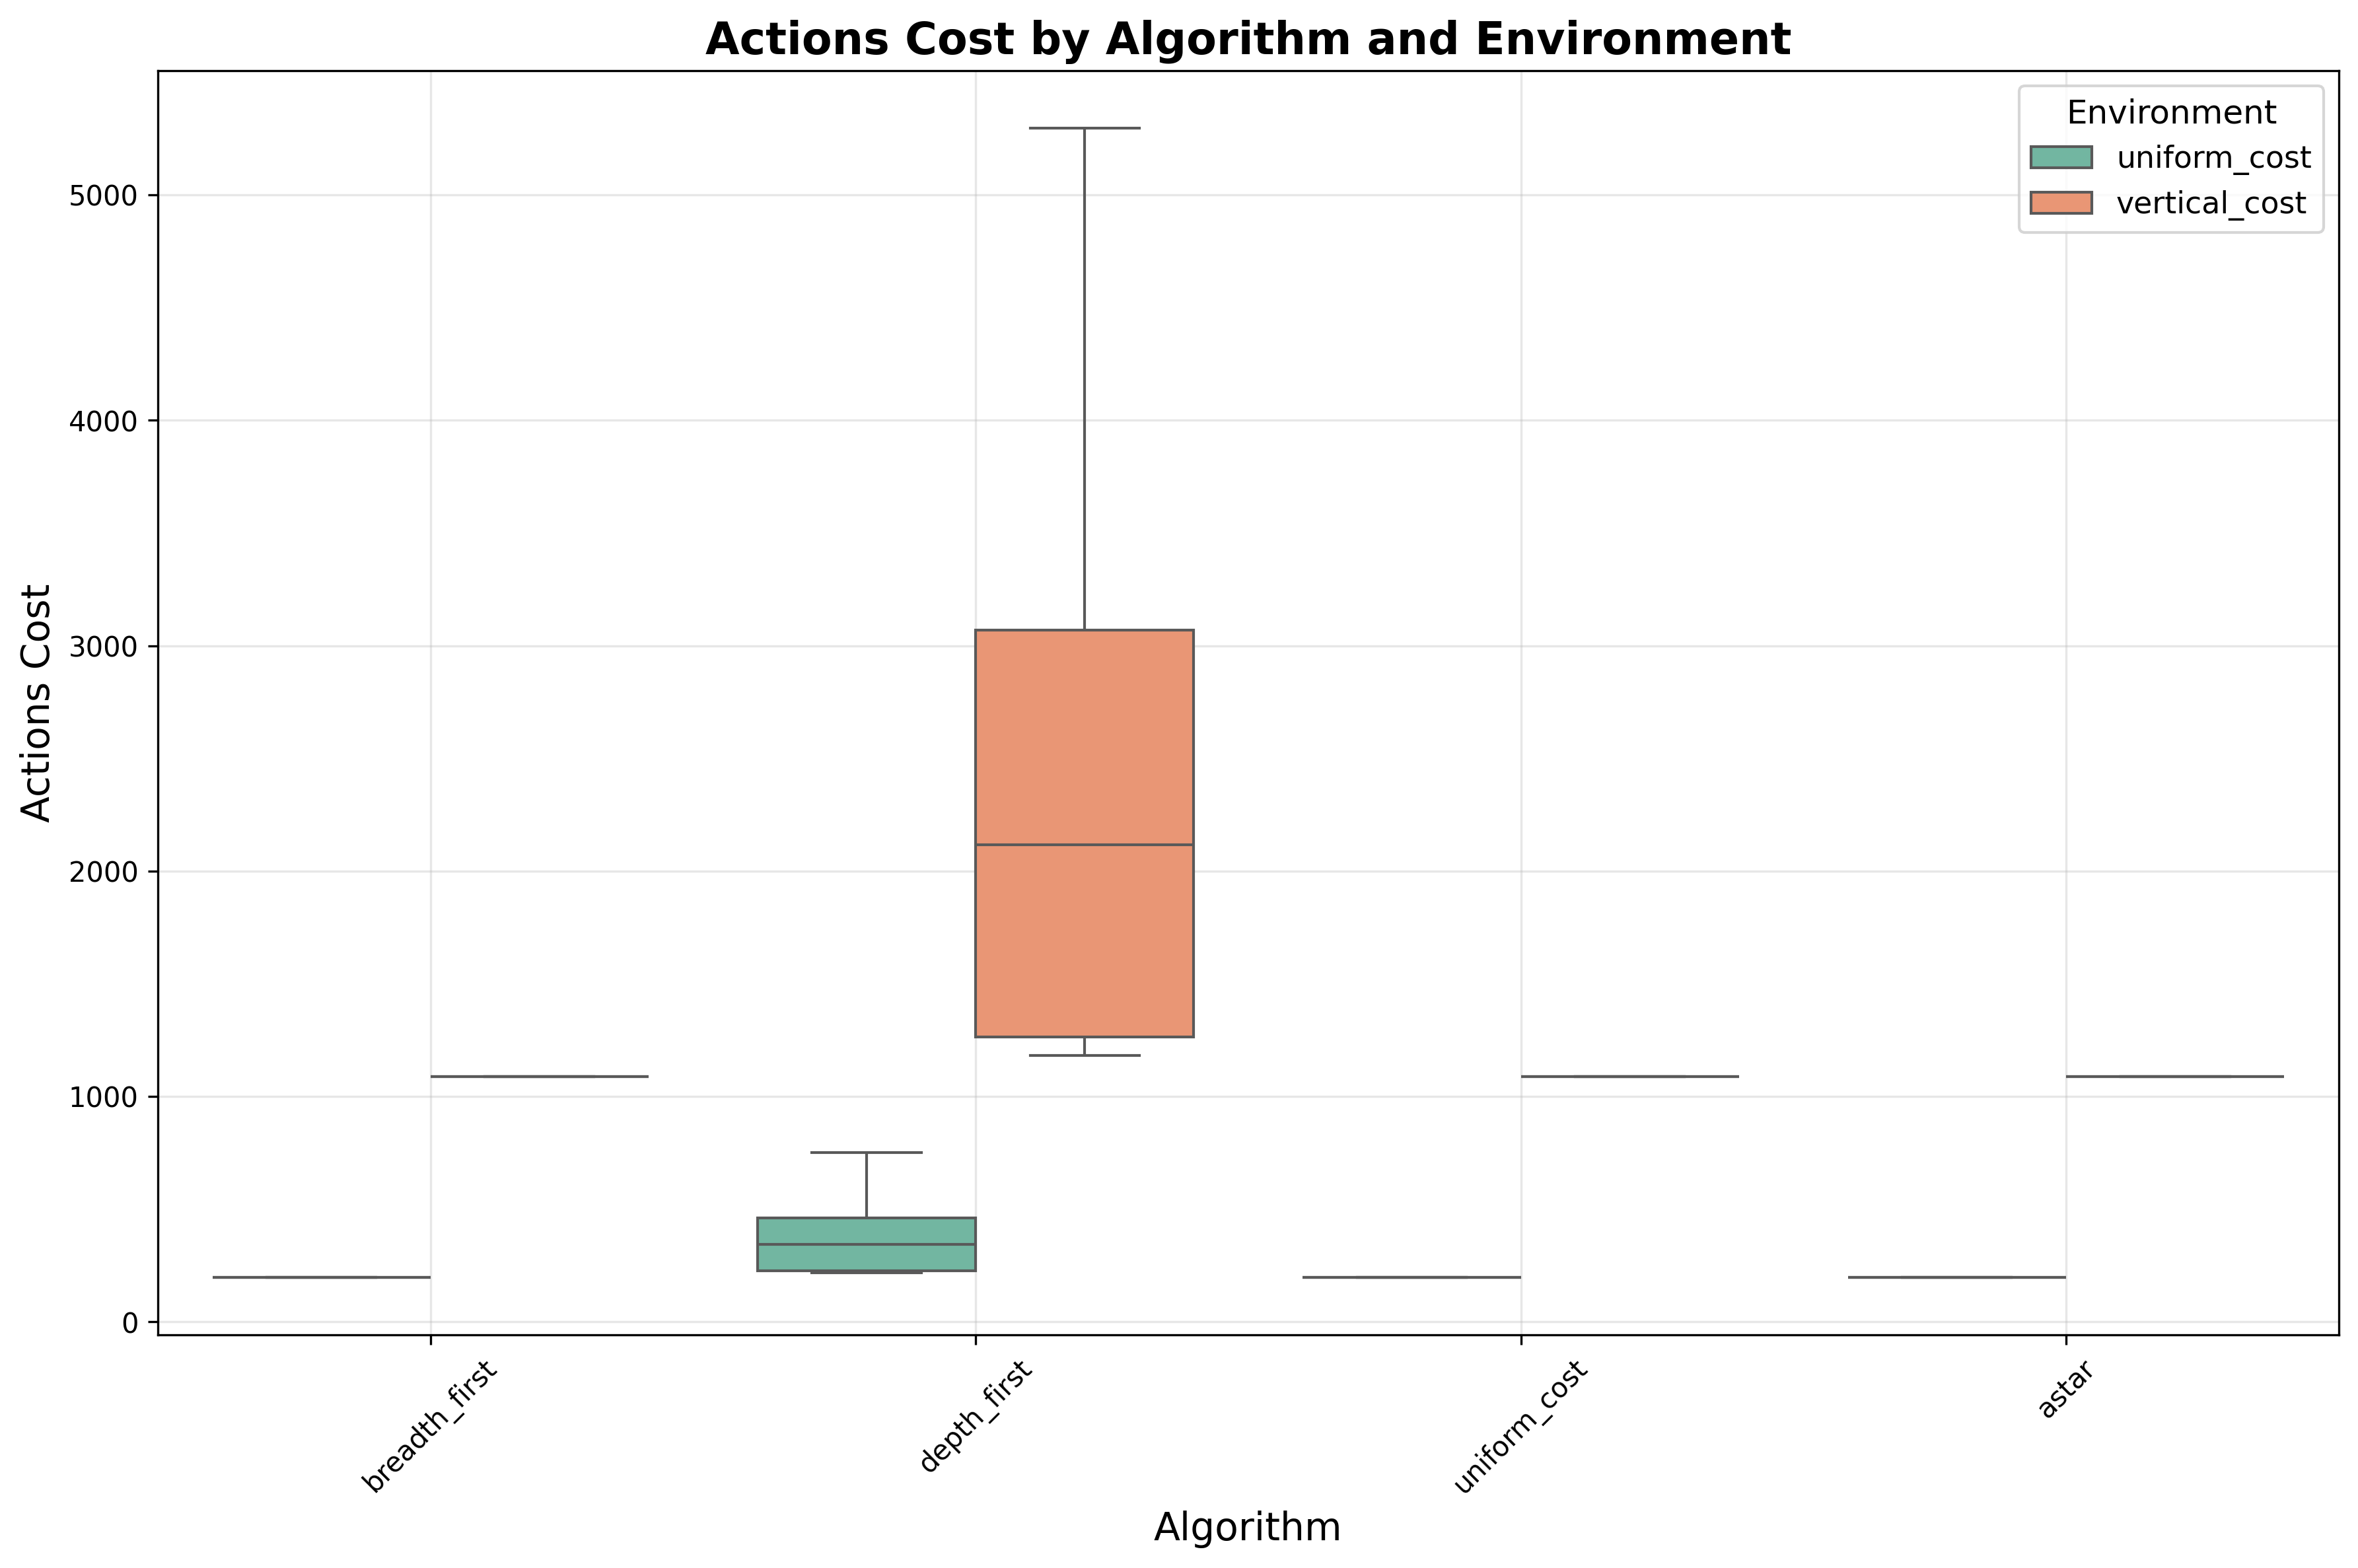 Actions Cost by Algorithm and Environment
Environment
uniform_cost
vertical_cost
Actions Cost
5000
4000
3000
2000
1000
0
breadth_first
depth_first
uniform_cost
astar
Algorithm